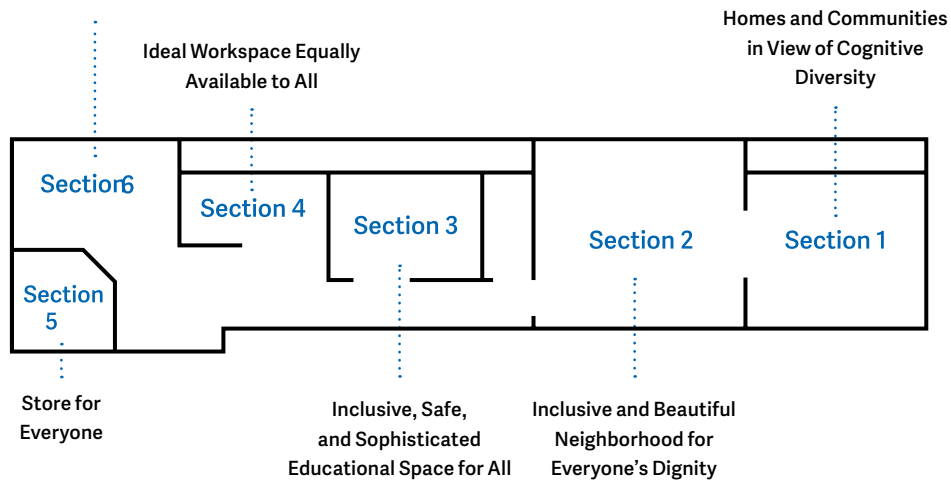 Homes and Communities
in View of Cognitive
Diversity
Ideal Workspace Equally
Available to All
Section6
Section 4
Section 3
Section 2
Section 1
Section
5
Store for
Everyone
Inclusive, Safe,
and Sophisticated
Educational Space for All
Inclusive and Beautiful
Neighborhood for
Everyone’s Dignity